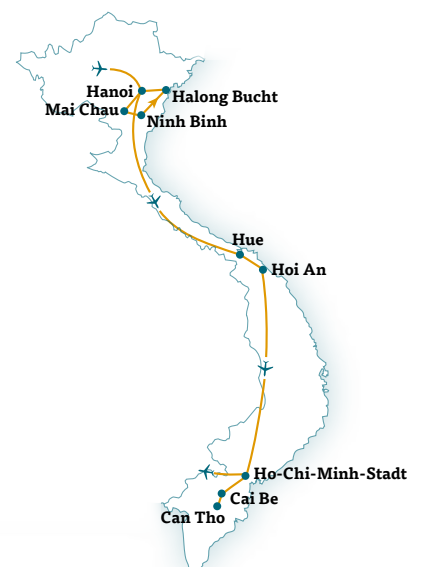 Hanoi
Halong Bucht
Mai Chau
Ninh Binh
Hue
Hoi An
Ho-Chi-Minh-Stadt
Cai Be
Can Tho